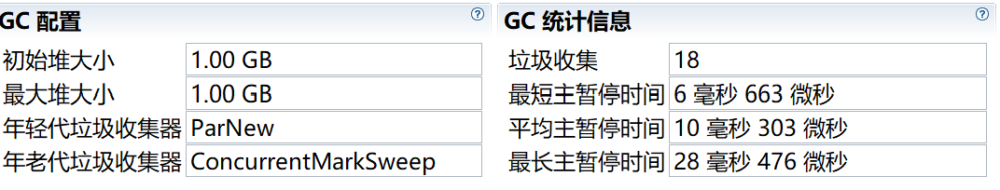 GC 配置
初始堆大小 1.00 GB
最大堆大小 1.00 GB
年轻代垃圾收集器 ParNew
年老代垃圾收集器 ConcurrentMarkSweep
GC 统计信息
垃圾收集 18
最短主暂停时间 6 毫秒 663 微秒
平均主暂停时间 10 毫秒 303 微秒
最长主暂停时间 28 毫秒 476 微秒